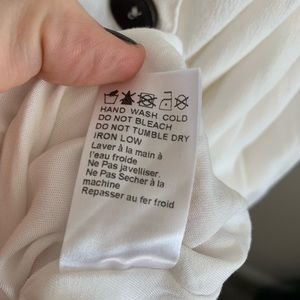 HAND WASH COLD
DO NOT BLEACH
DO NOT TUMBLE DRY
IRON LOW
Laver à la main à
l'eau froide
Ne Pas javelliser.
Ne Pas Secher à la
machine
Repasser au fer froid